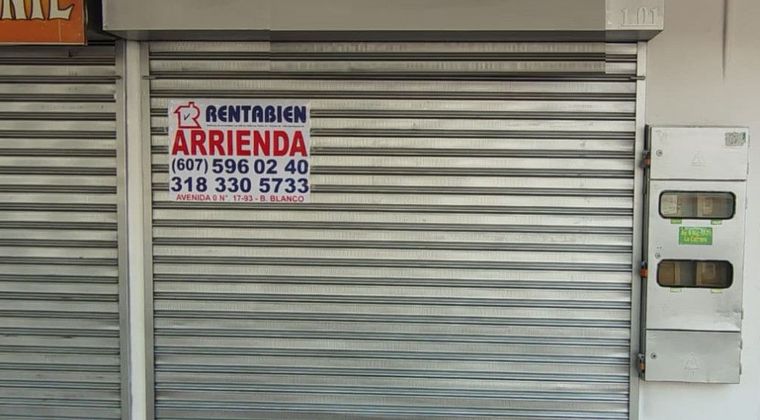 1.01
RENTABIEN
ARRIENDA
(607) 596 02 40
318 330 5733
AVENIDA 0 N°. 17-93 - B. BLANCO